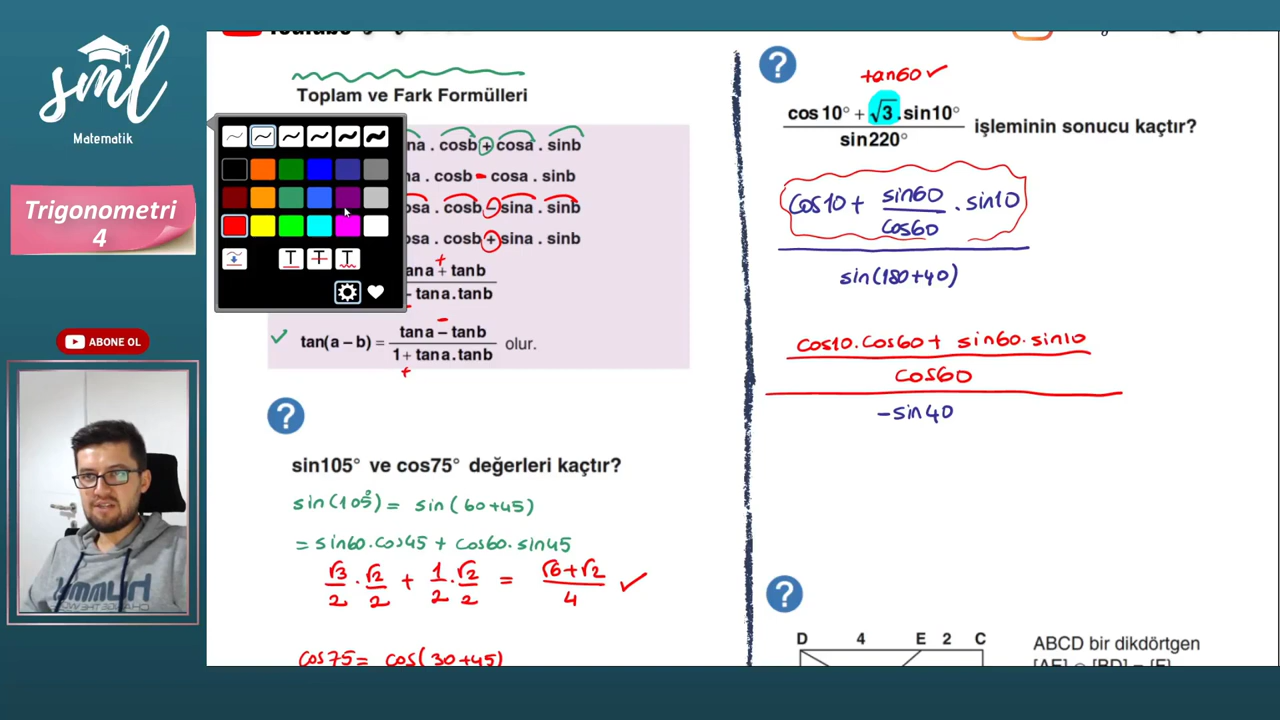 sml
Matematik
Trigonometri
4
ABONE OL
Toplam ve Fark Formülleri
na . cosb + cosa . sinb
na . cosb - cosa . sinb
osa . cosb − sina . sinb
osa . cosb + sina . sinb
tana + tanb
- tana.tanb
✓ tan(a − b) = tana − tanb / 1 + tana.tanb olur.
?
sin105° ve cos75° değerleri kaçtır?
sin(105°) = sin(60+45)
= sin60.cos45 + cos60.sin45
√3/2 . √2/2 + 1/2 . √2/2 = √6+√2/4 ✓
cos75 = cos(30+45)
?
tan60 ✓
cos10° + √3.sin10°
sin220°
işleminin sonucu kaçtır?
cos10 + sin60/cos60 . sin10
sin(180+40)
cos10.cos60 + sin60.sin10
cos60
-sin40
?
D 4 E 2 C
ABCD bir dikdörtgen